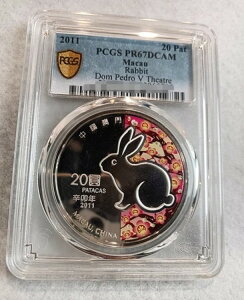 2011 20 Pat
PCGS PR67DCAM
Macau
Rabbit
Dom Pedro V Theatre
PCGS
中國澳門
20圓
PATACAS
辛卯年
2011
MACAU, CHINA